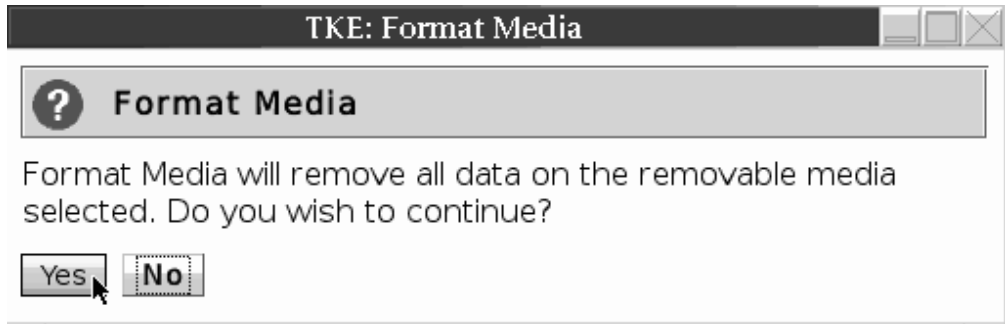 TKE: Format Media
Format Media
Format Media will remove all data on the removable media
selected. Do you wish to continue?
Yes No